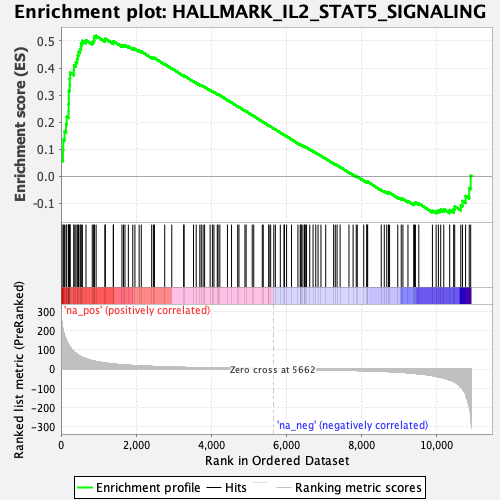 Enrichment plot: HALLMARK_IL2_STAT5_SIGNALING
Enrichment score (ES)
0.5
0.4
0.3
0.2
0.1
0.0
-0.1
Ranked list metric (PreRanked)
'na_pos' (positively correlated)
300
200
100
0
-100
-200
-300
Zero cross at 5662
'na_neg' (negatively correlated)
0
2,000
4,000
6,000
8,000
10,000
Rank in Ordered Dataset
Enrichment profile
Hits
Ranking metric scores